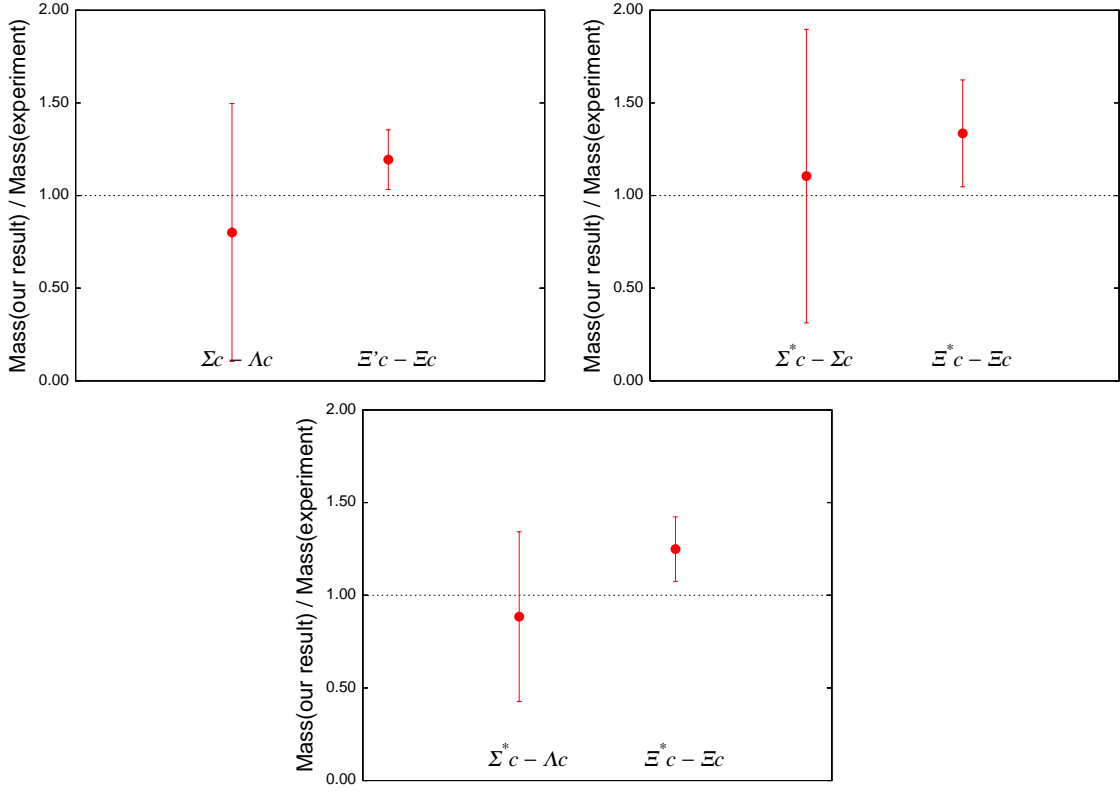 Mass(our result) / Mass(experiment)
2.00
1.50
1.00
0.50
0.00
Σc – Λc
Ξ’c – Ξc
Mass(our result) / Mass(experiment)
2.00
1.50
1.00
0.50
0.00
Σ*c – Σc
Ξ*c – Ξc
Mass(our result) / Mass(experiment)
2.00
1.50
1.00
0.50
0.00
Σ*c – Λc
Ξ*c – Ξc